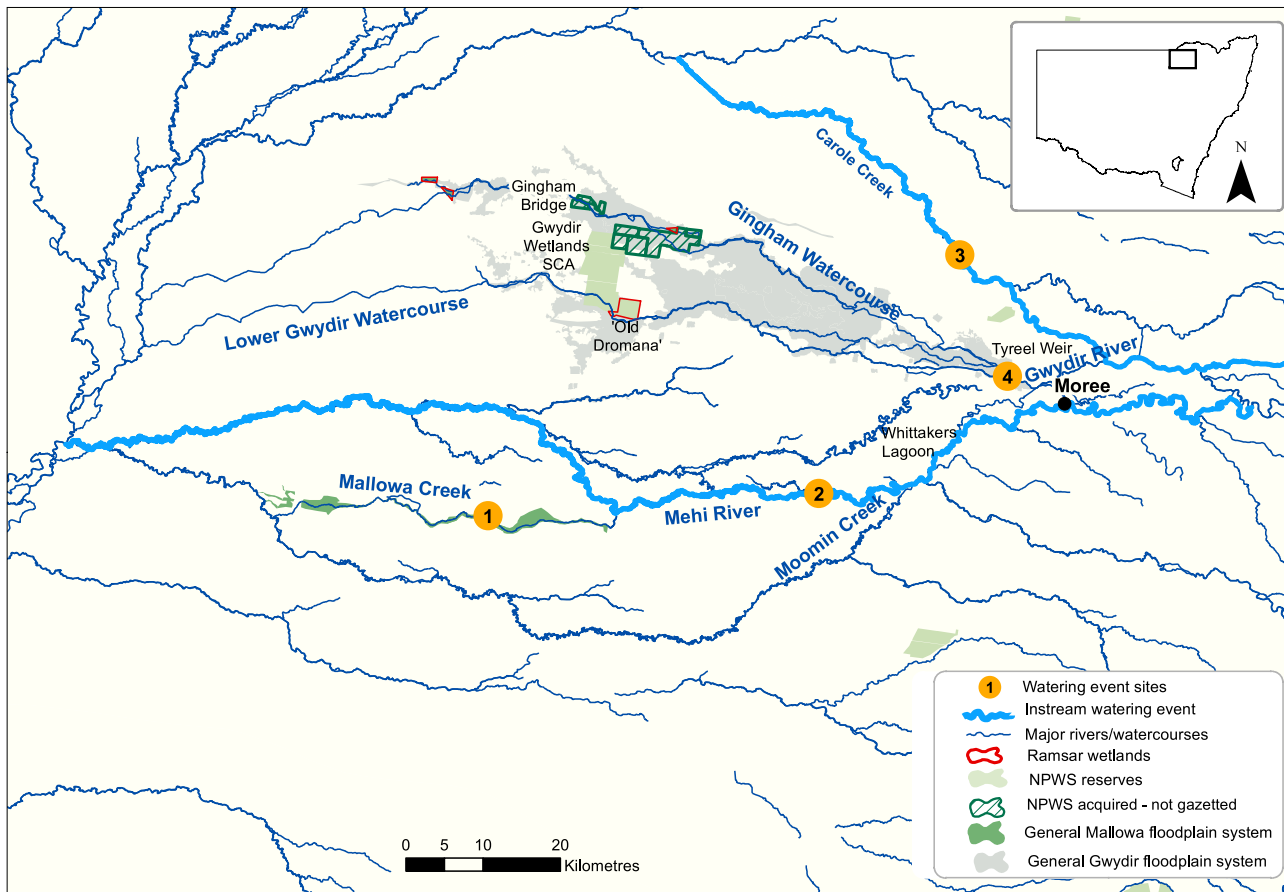 N
Carole Creek
3
Gingham
Bridge
Gwydir
Wetlands
SCA
Gingham Watercourse
Lower Gwydir Watercourse
'Old
Dromana'
Tyreel Weir
4
Gwydir River
Moree
Whittakers
Lagoon
Mallowa Creek
1
2
Mehi River
Moomin Creek
1 Watering event sites
Instream watering event
Major rivers/watercourses
Ramsar wetlands
NPWS reserves
NPWS acquired - not gazetted
General Mallowa floodplain system
General Gwydir floodplain system
0 5 10 20
Kilometres